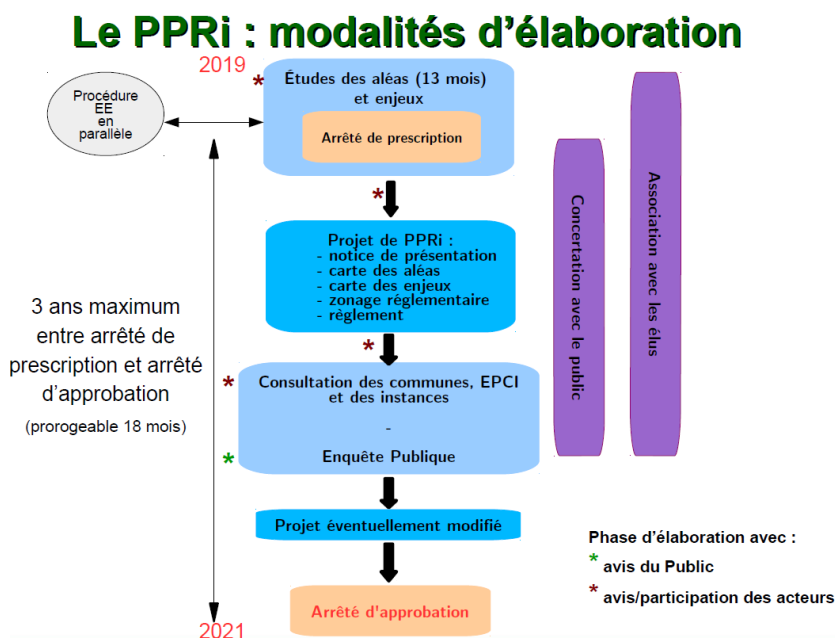 Le PPRi : modalités d'élaboration
2019
Procédure
EE
en
parallèle
* Études des aléas (13 mois)
et enjeux
Arrêté de prescription
*
Projet de PPRi :
- notice de présentation
- carte des aléas
- carte des enjeux
- zonage réglementaire
- règlement
*
* Consultation des communes, EPCI
et des instances
-
* Enquête Publique
Projet éventuellement modifié
Arrêté d'approbation
2021
3 ans maximum
entre arrêté de
prescription et arrêté
d'approbation
(prorogeable 18 mois)
Concertation avec le public
Association avec les élus
Phase d'élaboration avec :
* avis du Public
* avis/participation des acteurs